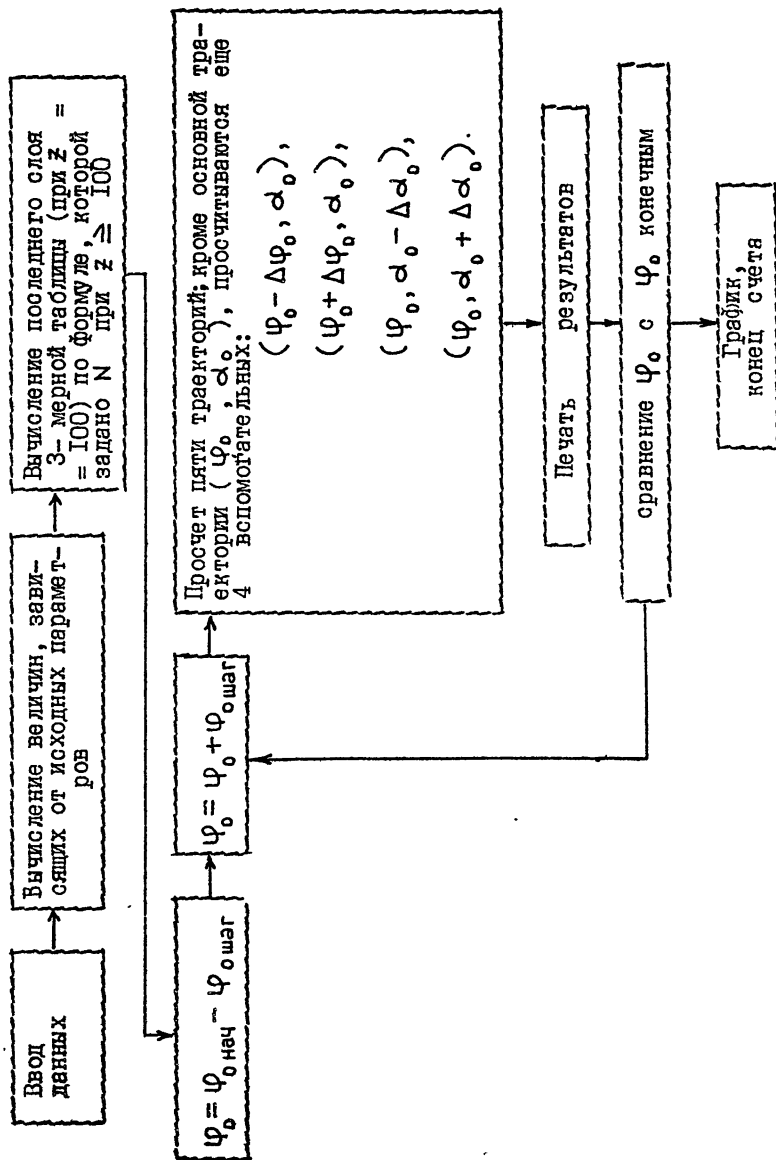 Ввод
данных
Вычисление величин, зави-
сящих от исходных парамет-
ров
Вычисление последнего слоя
3- мерной таблицы (при z =
= I00) по формуле, которой
задано N при z ≧ I00
φ₀ = φ₀ нач − φ₀ шаг
φ₀ = φ₀ + φ₀ шаг
Просчет пяти траекторий; кроме основной тра-
ектории ( φ₀ , α₀ ), просчитываются еще
4 вспомогательных:
(φ₀ − Δφ₀, α₀),
(φ₀ + Δφ₀, α₀),
(φ₀, α₀ − Δα₀),
(φ₀, α₀ + Δα₀).
Печать результатов
сравнение φ₀ с φ₀ конечным
График,
конец счета